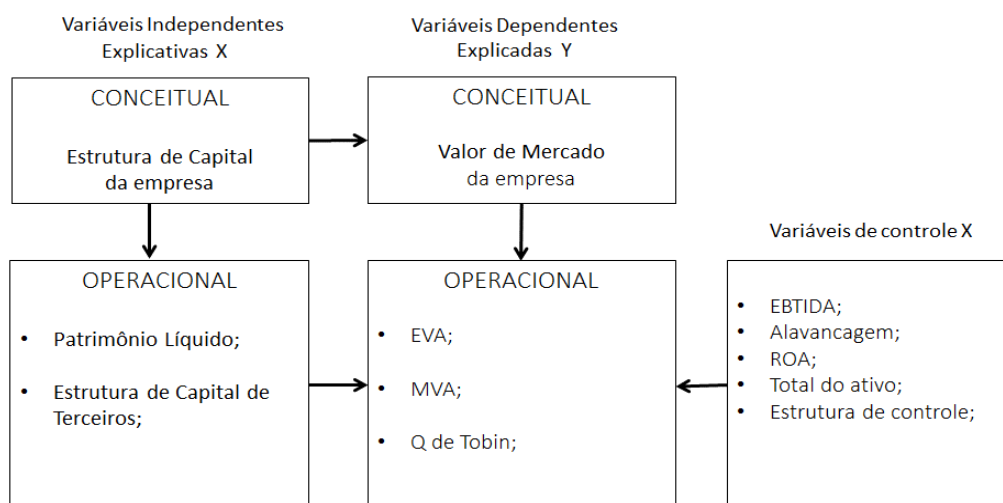 Variáveis Independentes
Explicativas X
Variáveis Dependentes
Explicadas Y
CONCEITUAL
Estrutura de Capital
da empresa
CONCEITUAL
Valor de Mercado
da empresa
Variáveis de controle X
OPERACIONAL
• Patrimônio Líquido;
• Estrutura de Capital de
Terceiros;
OPERACIONAL
• EVA;
• MVA;
• Q de Tobin;
• EBTIDA;
• Alavancagem;
• ROA;
• Total do ativo;
• Estrutura de controle;